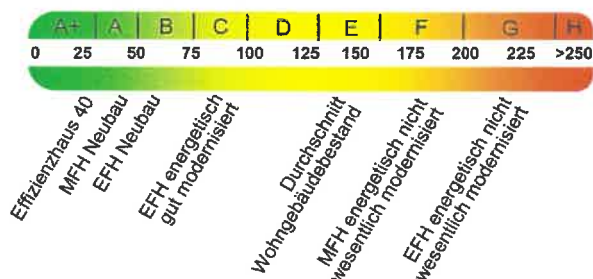 A+ A B C D E F G H
0 25 50 75 100 125 150 175 200 225 >250
Effizienzhaus 40
MFH Neubau
EFH Neubau
EFH energetisch
gut modernisiert
Durchschnitt
Wohngebäudebestand
MFH energetisch nicht
wesentlich modernisiert
EFH energetisch nicht
wesentlich modernisiert